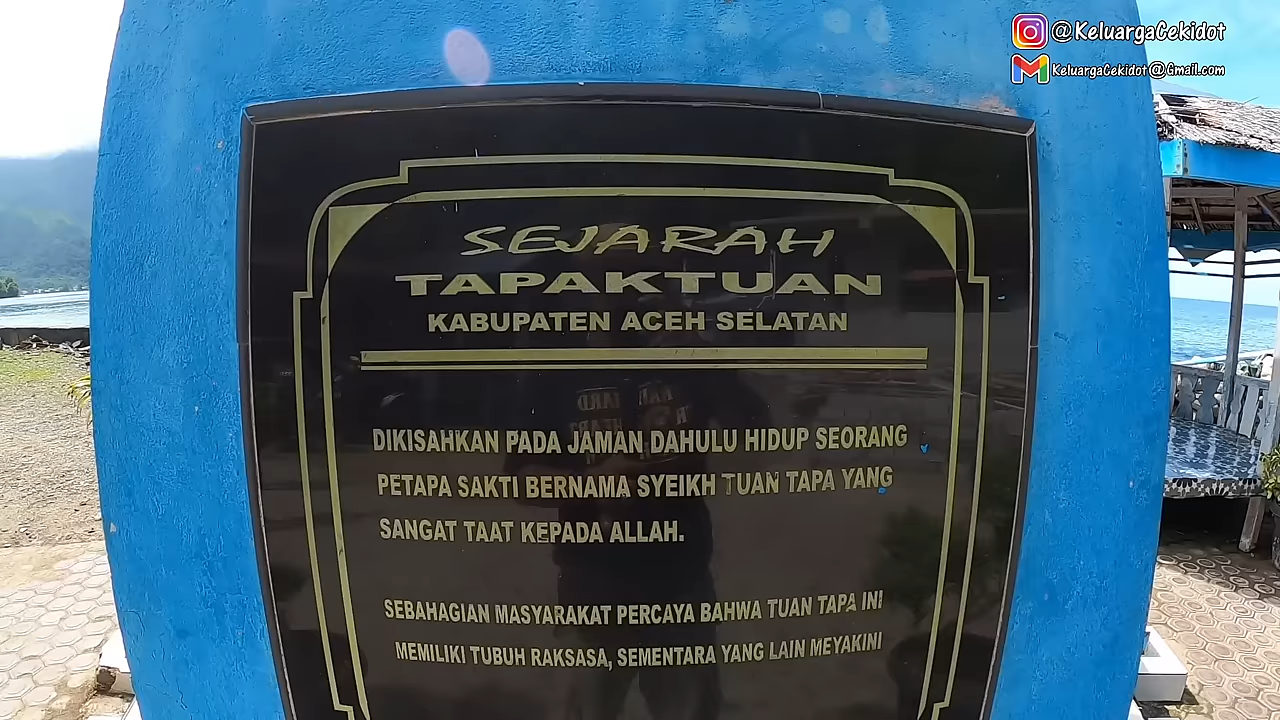 @KeluargaCekidot
KeluargaCekidot@Gmail.com
SEJARAH
TAPAKTUAN
KABUPATEN ACEH SELATAN
DIKISAHKAN PADA JAMAN DAHULU HIDUP SEORANG
PETAPA SAKTI BERNAMA SYEIKH TUAN TAPA YANG
SANGAT TAAT KEPADA ALLAH.
SEBAHAGIAN MASYARAKAT PERCAYA BAHWA TUAN TAPA INI
MEMILIKI TUBUH RAKSASA, SEMENTARA YANG LAIN MEYAKINI